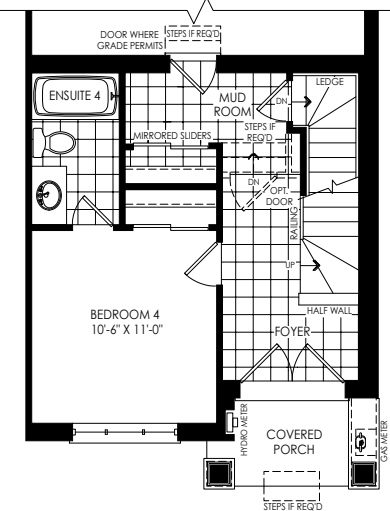 DOOR WHERE
GRADE PERMITS
STEPS IF REQ'D
ENSUITE 4
MUD
ROOM
DN
LEDGE
MIRRORED SLIDERS
STEPS IF
REQ'D
DN
OPT.
DOOR
RAILING
UP
BEDROOM 4
10'-6" X 11'-0"
HALF WALL
FOYER
HYDRO METER
COVERED
PORCH
GAS METER
STEPS IF REQ'D